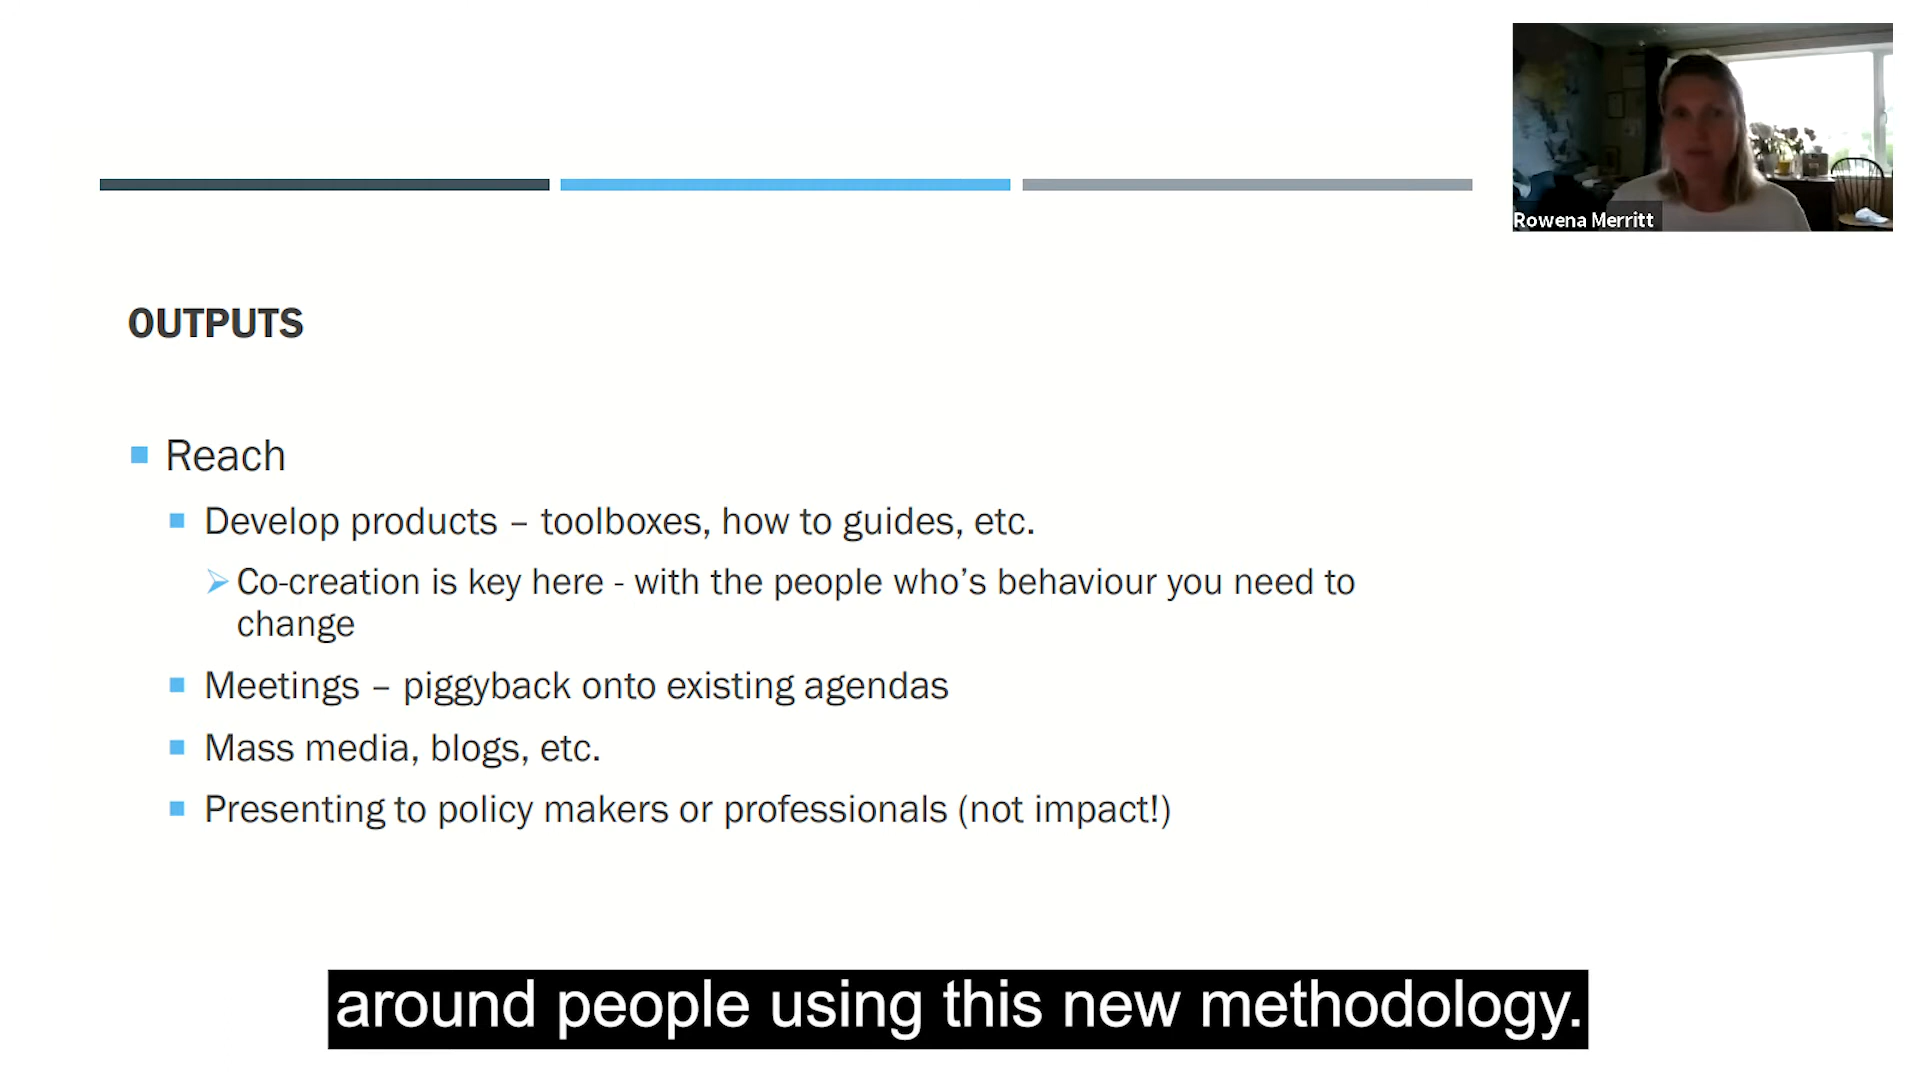 Rowena Merritt
OUTPUTS
Reach
Develop products – toolboxes, how to guides, etc.
Co-creation is key here - with the people who’s behaviour you need to
change
Meetings – piggyback onto existing agendas
Mass media, blogs, etc.
Presenting to policy makers or professionals (not impact!)
around people using this new methodology.